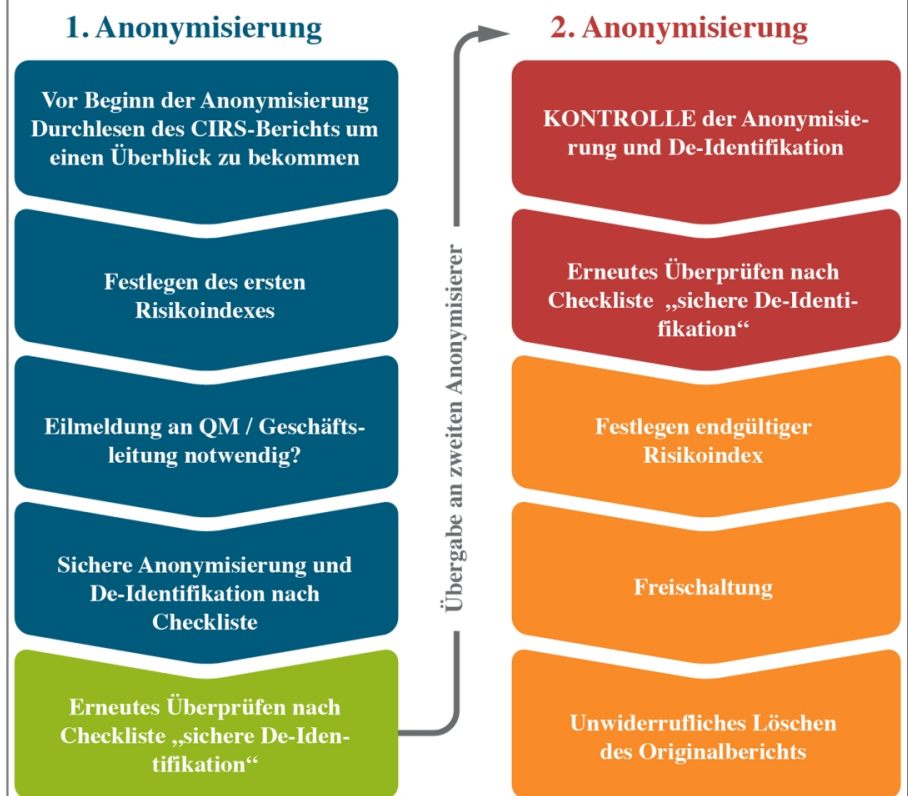 1. Anonymisierung
Vor Beginn der Anonymisierung
Durchlesen des CIRS-Berichts um
einen Überblick zu bekommen
Festlegen des ersten
Risikoindexes
Eilmeldung an QM / Geschäfts-
leitung notwendig?
Sichere Anonymisierung und
De-Identifikation nach
Checkliste
Erneutes Überprüfen nach
Checkliste „sichere De-Iden-
tifikation“
Übergabe an zweiten Anonymisierer
2. Anonymisierung
KONTROLLE der Anonymisie-
rung und De-Identifikation
Erneutes Überprüfen nach
Checkliste „sichere De-Identi-
fikation“
Festlegen endgültiger
Risikoindex
Freischaltung
Unwiderrufliches Löschen
des Originalberichts